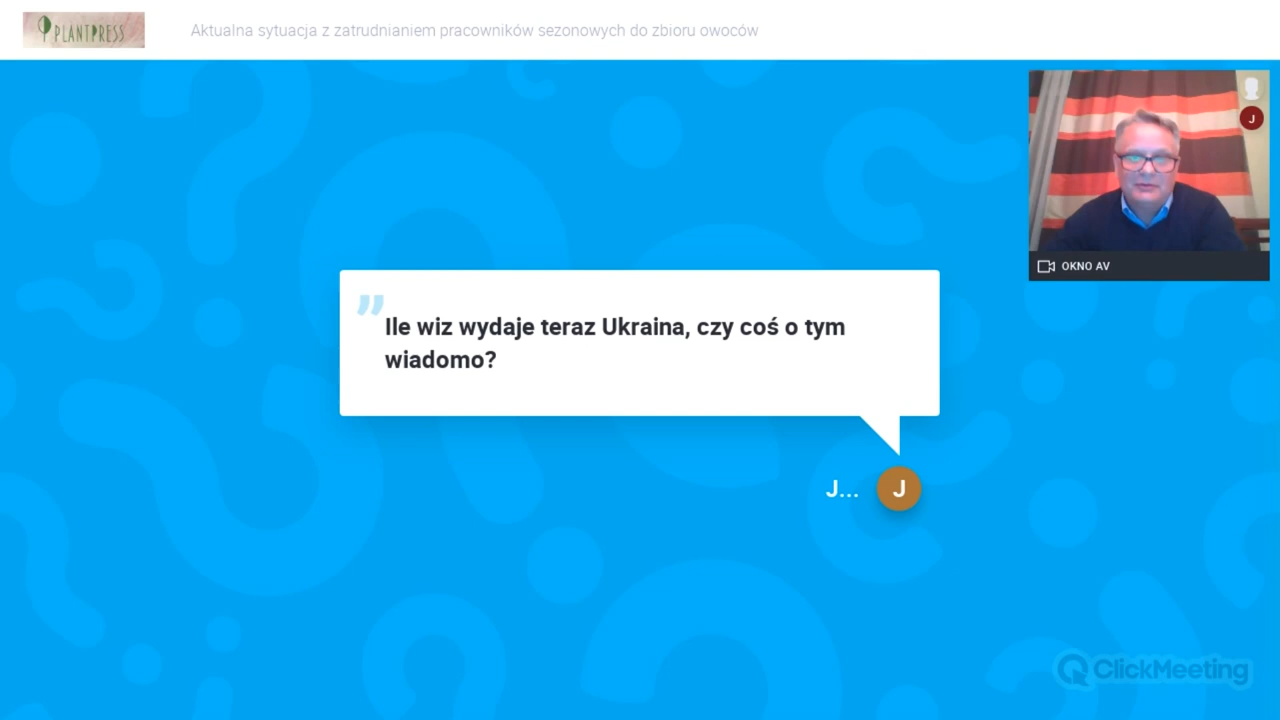 PLANTPRESS
Aktualna sytuacja z zatrudnianiem pracowników sezonowych do zbioru owoców
J
OKNO AV
" Ile wiz wydaje teraz Ukraina, czy coś o tym
wiadomo?
J... J
ClickMeeting